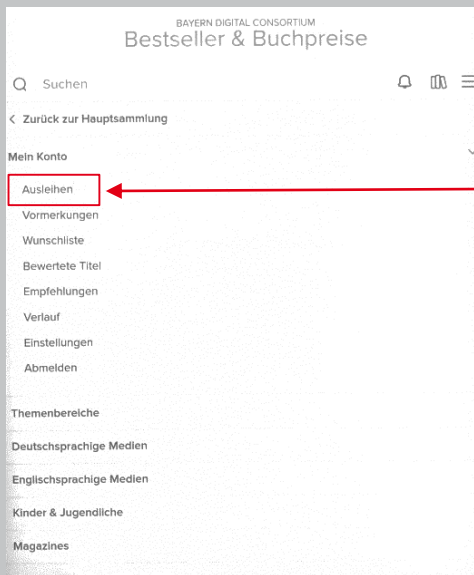 BAYERN DIGITAL CONSORTIUM
Bestseller & Buchpreise
Suchen
Zurück zur Hauptsammlung
Mein Konto
Ausleihen
Vormerkungen
Wunschliste
Bewertete Titel
Empfehlungen
Verlauf
Einstellungen
Abmelden
Themenbereiche
Deutschsprachige Medien
Englischsprachige Medien
Kinder & Jugendliche
Magazines